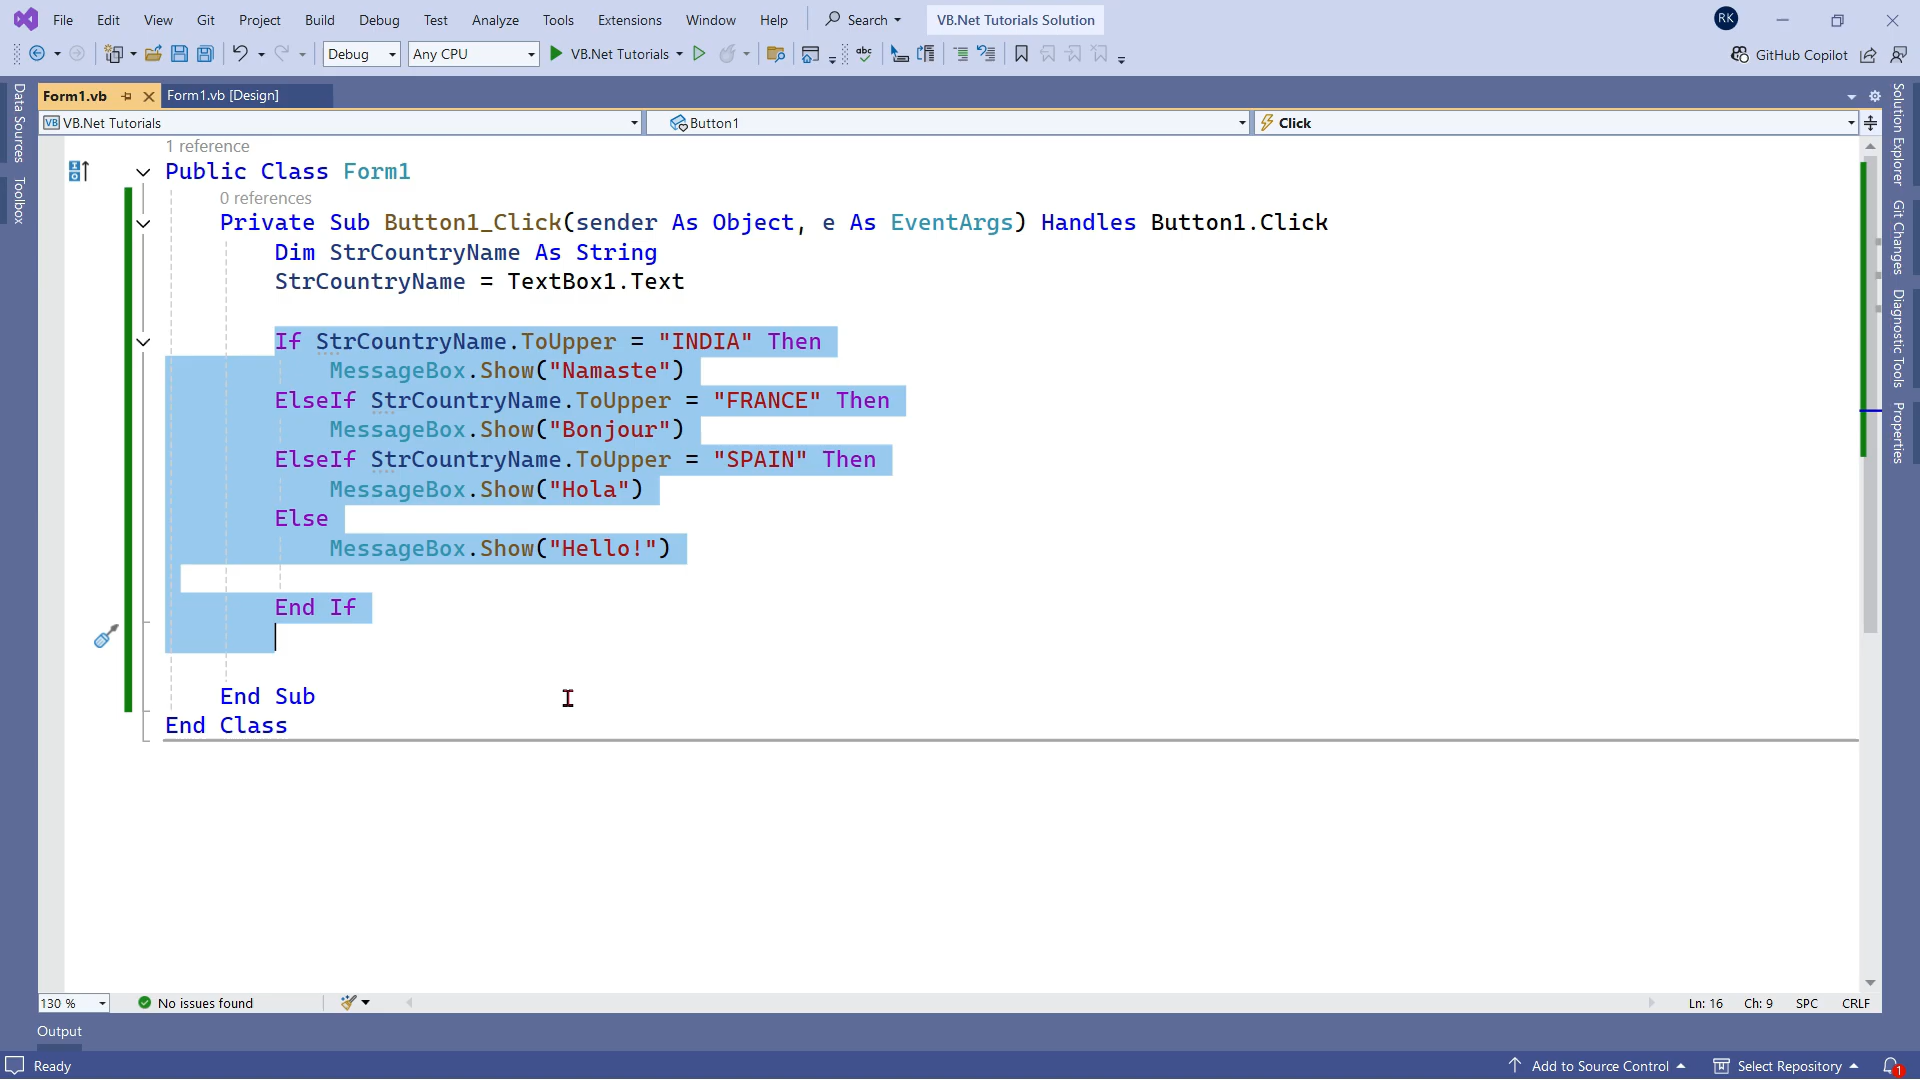 File Edit View Git Project Build Debug Test Analyze Tools Extensions Window Help Search VB.Net Tutorials Solution RK
Debug Any CPU VB.Net Tutorials abc GitHub Copilot
Form1.vb Form1.vb [Design]
VB VB.Net Tutorials Button1 Click
Data Sources
Toolbox
Solution Explorer
Git Changes
Diagnostic Tools
Properties
1 reference
Public Class Form1
0 references
Private Sub Button1_Click(sender As Object, e As EventArgs) Handles Button1.Click
Dim StrCountryName As String
StrCountryName = TextBox1.Text
If StrCountryName.ToUpper = "INDIA" Then
MessageBox.Show("Namaste")
ElseIf StrCountryName.ToUpper = "FRANCE" Then
MessageBox.Show("Bonjour")
ElseIf StrCountryName.ToUpper = "SPAIN" Then
MessageBox.Show("Hola")
Else
MessageBox.Show("Hello!")
End If
End Sub
End Class
130 % No issues found Ln: 16 Ch: 9 SPC CRLF
Output
Ready Add to Source Control Select Repository 1